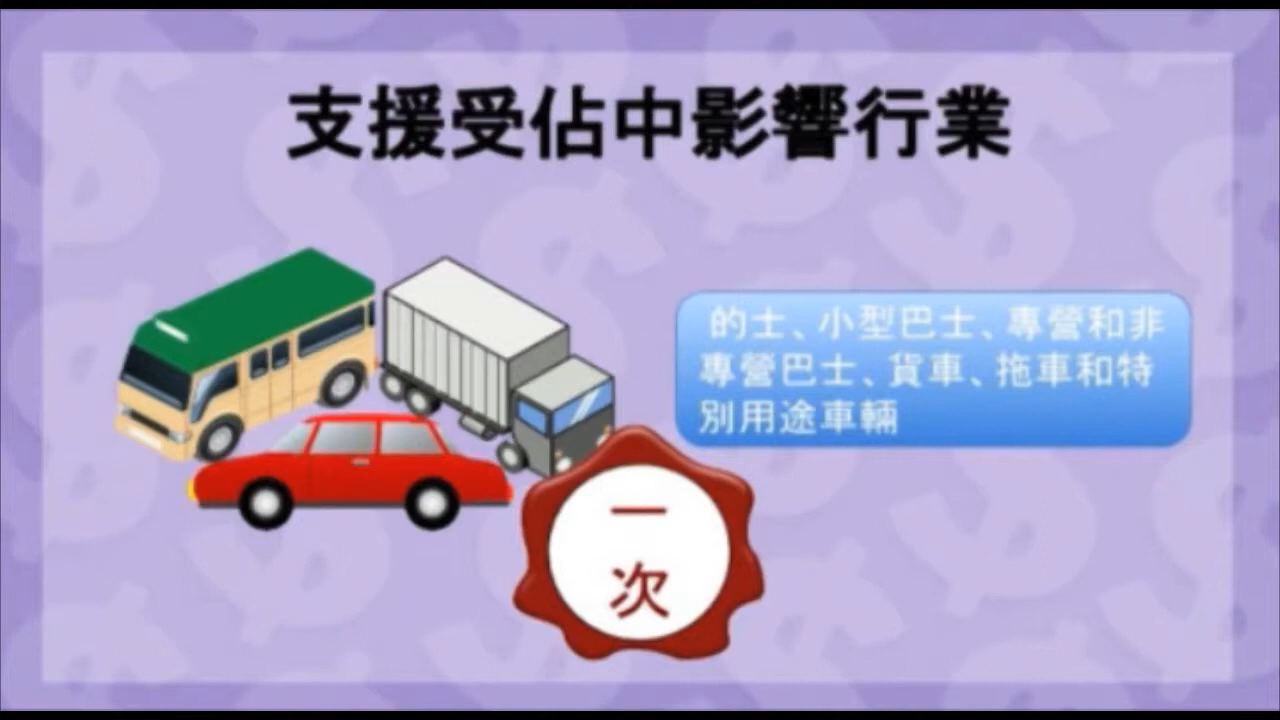 支援受佔中影響行業
的士、小型巴士、專營和非
專營巴士、貨車、拖車和特
別用途車輛
一
次